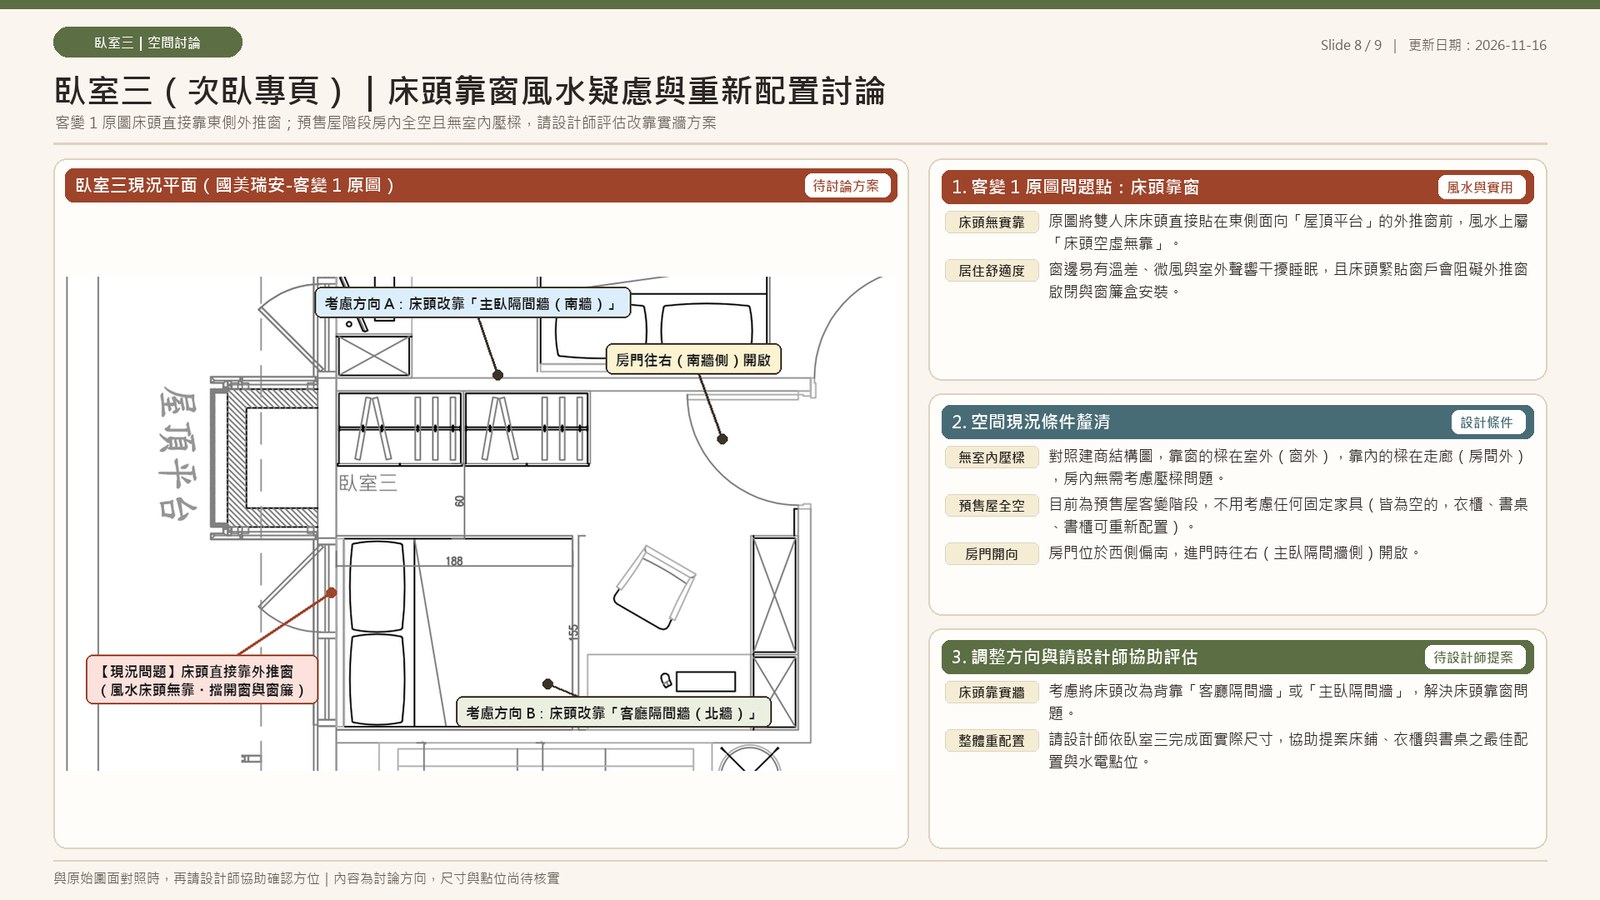 臥室三 | 空間討論
Slide 8 / 9 | 更新日期：2026-11-16
臥室三（次臥專頁）｜床頭靠窗風水疑慮與重新配置討論
客變 1 原圖床頭直接靠東側外推窗；預售屋階段房內全空且無室內壓樑，請設計師評估改靠實牆方案
臥室三現況平面（國美瑞安-客變 1 原圖）
待討論方案
考慮方向 A：床頭改靠「主臥隔間牆（南牆）」
房門往右（南牆側）開啟
屋頂平台
臥室三
60
188
155
【現況問題】床頭直接靠外推窗
（風水床頭無靠・擋開窗與窗簾）
考慮方向 B：床頭改靠「客廳隔間牆（北牆）」
1. 客變 1 原圖問題點：床頭靠窗
風水與實用
床頭無實靠
原圖將雙人床床頭直接貼在東側面向「屋頂平台」的外推窗前，風水上屬
「床頭空虛無靠」。
居住舒適度
窗邊易有溫差、微風與室外聲響干擾睡眠，且床頭緊貼窗戶會阻礙外推窗
啟閉與窗簾盒安裝。
2. 空間現況條件釐清
設計條件
無室內壓樑
對照建商結構圖，靠窗的樑在室外（窗外），靠內的樑在走廊（房間外）
，房內無需考慮壓樑問題。
預售屋全空
目前為預售屋客變階段，不用考慮任何固定家具（皆為空的，衣櫃、書桌
、書櫃可重新配置）。
房門開向
房門位於西側偏南，進門時往右（主臥隔間牆側）開啟。
3. 調整方向與請設計師協助評估
待設計師提案
床頭靠實牆
考慮將床頭改為背靠「客廳隔間牆」或「主臥隔間牆」，解決床頭靠窗問
題。
整體重配置
請設計師依臥室三完成面實際尺寸，協助提案床鋪、衣櫃與書桌之最佳配
置與水電點位。
與原始圖面對照時，再請設計師協助確認方位 | 內容為討論方向，尺寸與點位尚待核實